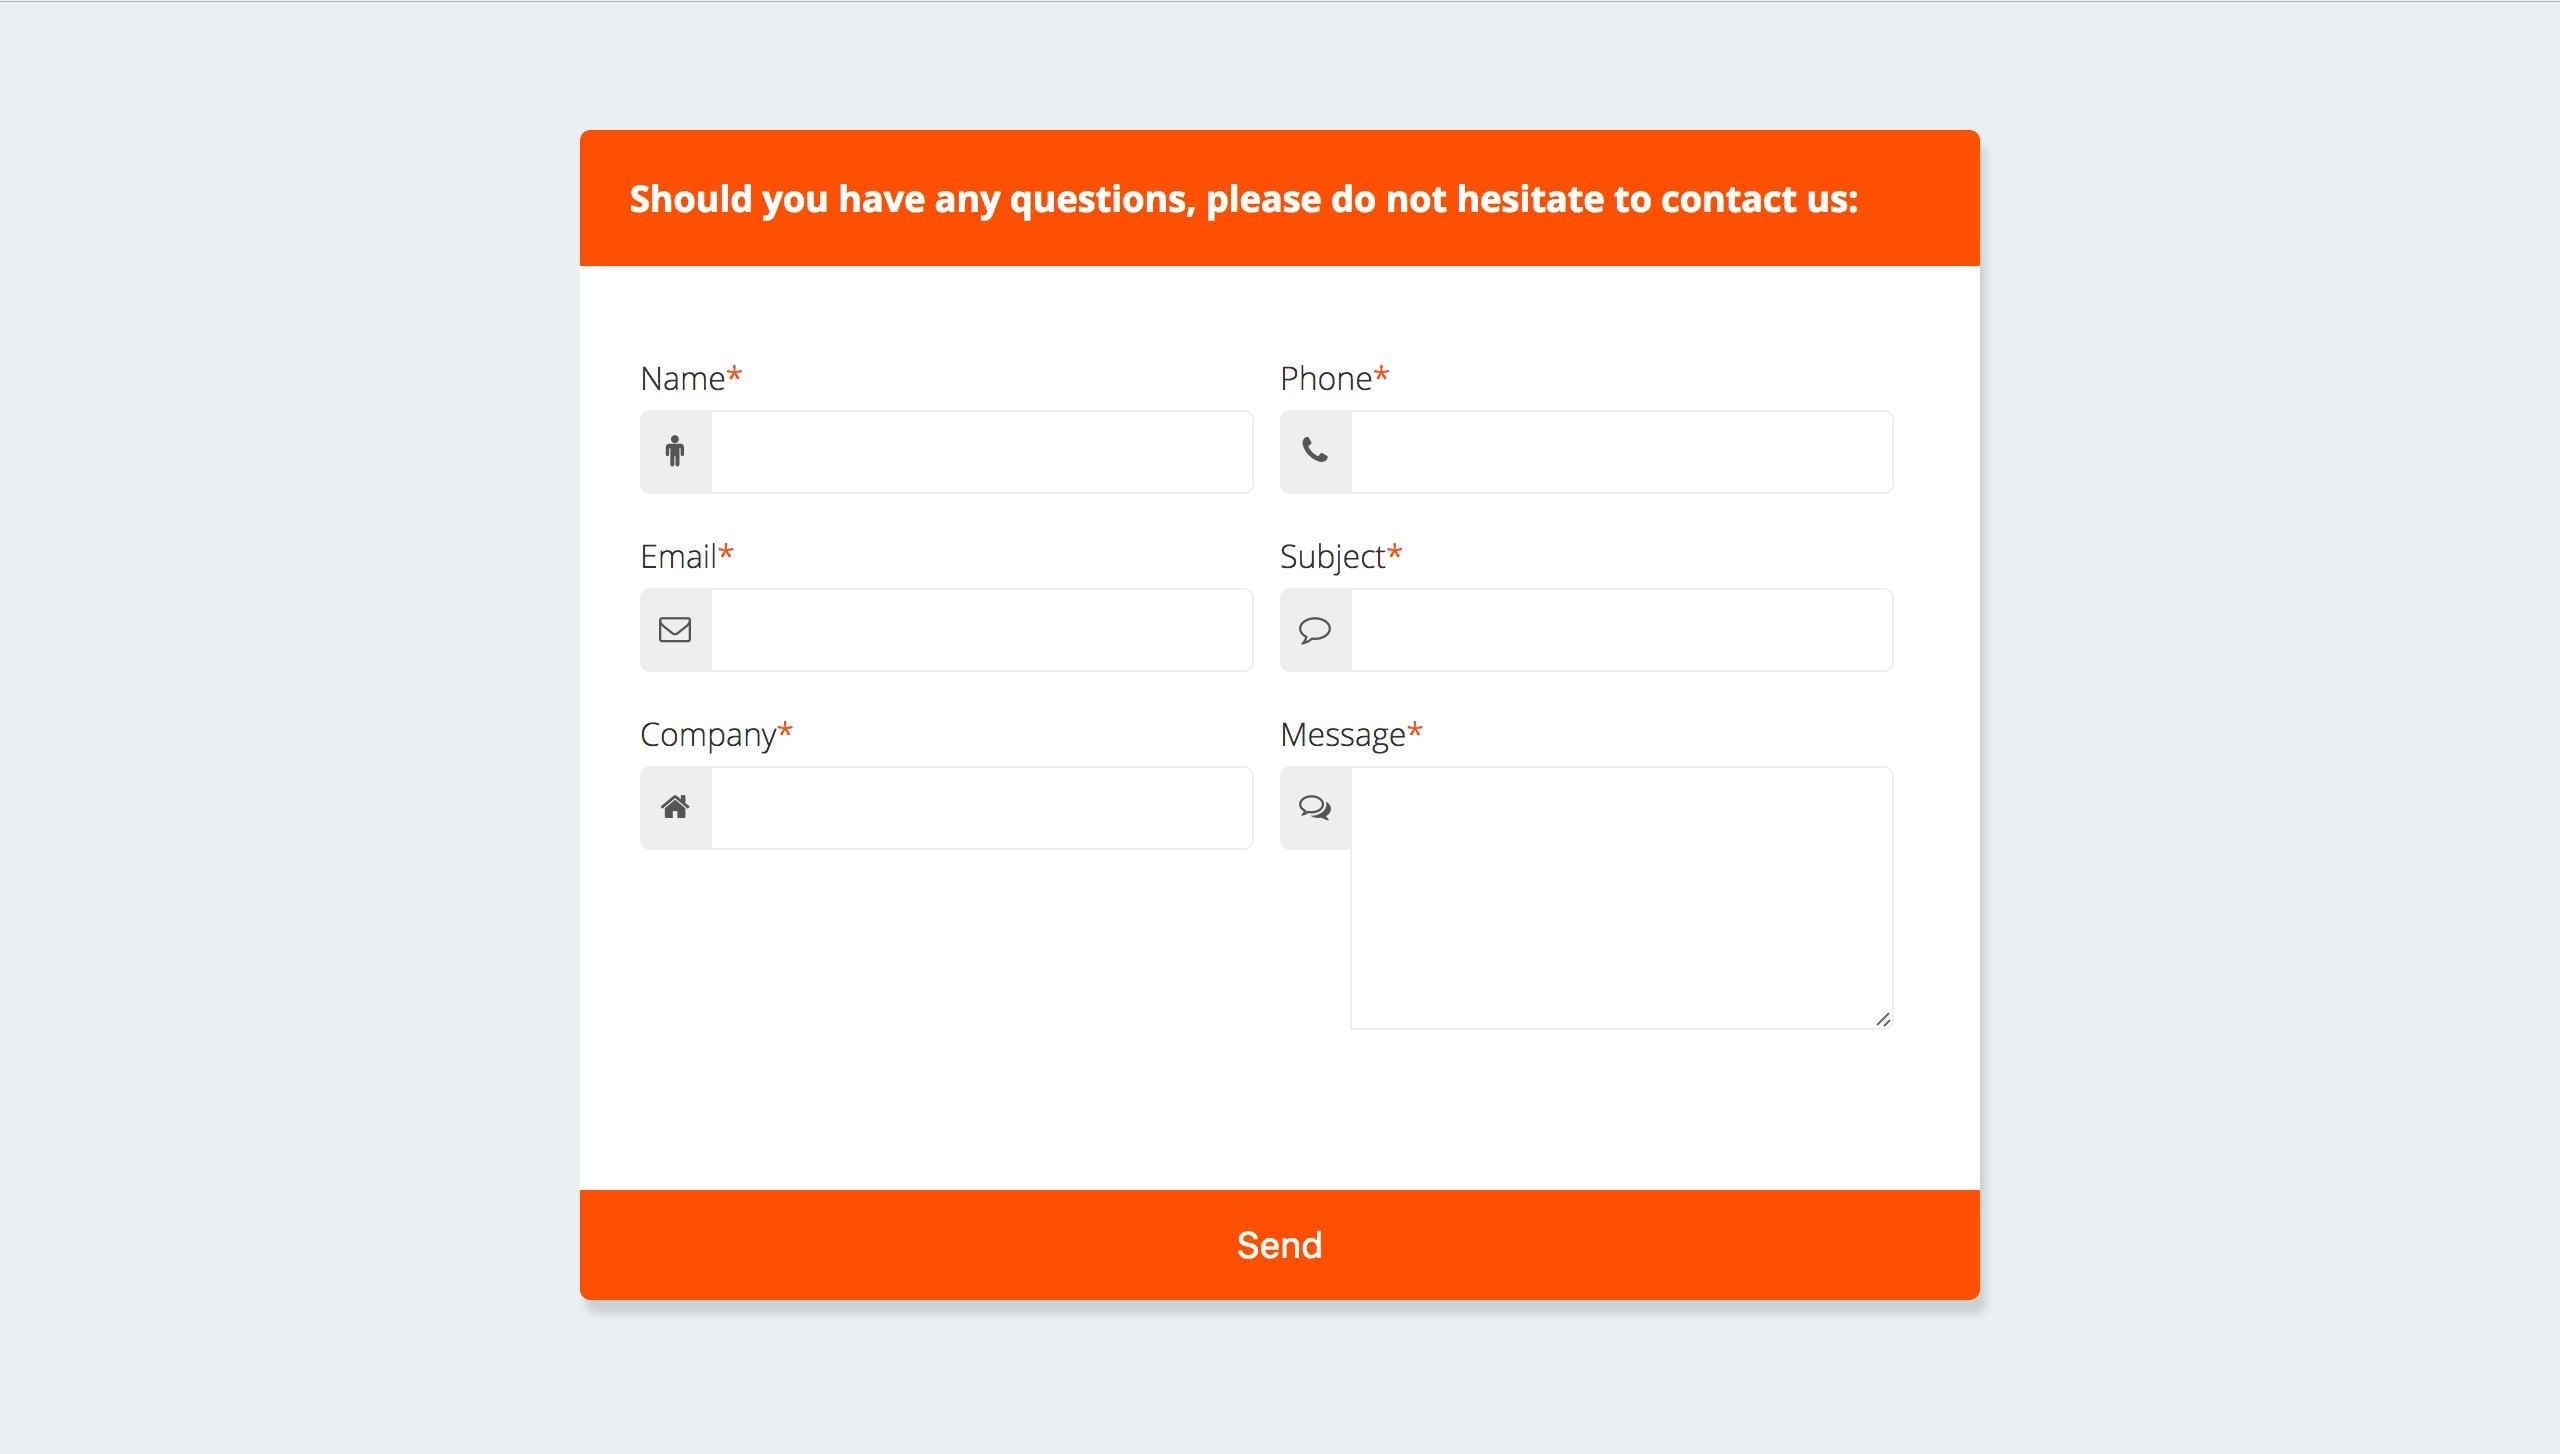 Should you have any questions, please do not hesitate to contact us:
Name*
Phone*
Email*
Subject*
Company*
Message*
Send